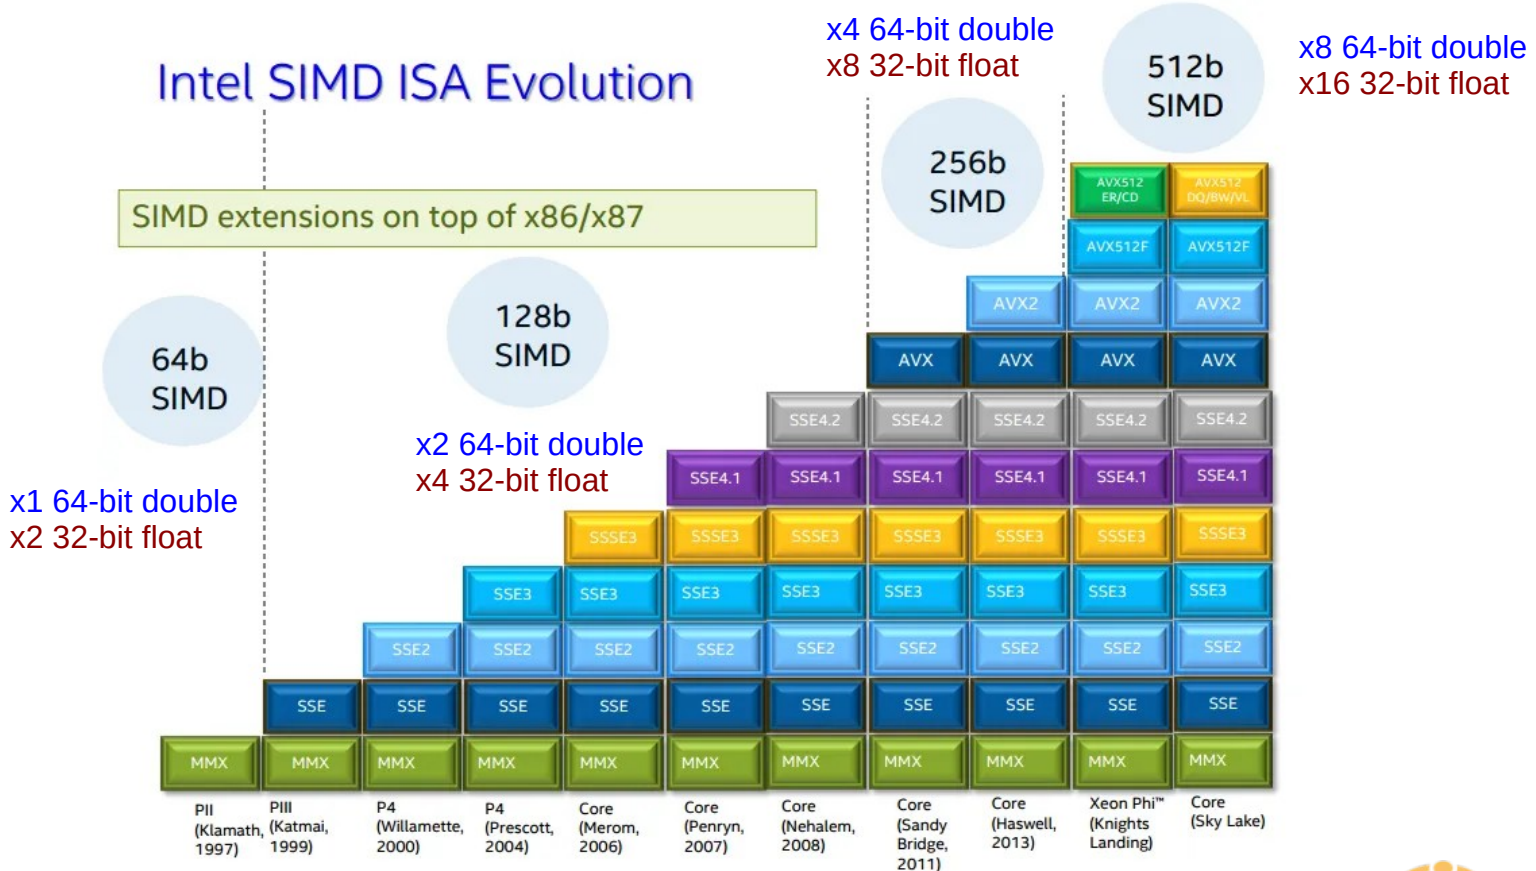 x4 64-bit double
x8 32-bit float
x8 64-bit double
x16 32-bit float
Intel SIMD ISA Evolution
512b
SIMD
256b
SIMD
SIMD extensions on top of x86/x87
128b
SIMD
64b
SIMD
x2 64-bit double
x4 32-bit float
x1 64-bit double
x2 32-bit float
AVX512
ER/CD
AVX512
DQ/BW/VL
AVX512F AVX512F
AVX2 AVX2 AVX2
AVX AVX AVX AVX
SSE4.2 SSE4.2 SSE4.2 SSE4.2 SSE4.2
SSE4.1 SSE4.1 SSE4.1 SSE4.1 SSE4.1 SSE4.1
SSSE3 SSSE3 SSSE3 SSSE3 SSSE3 SSSE3 SSSE3
SSE3 SSE3 SSE3 SSE3 SSE3 SSE3 SSE3 SSE3
SSE2 SSE2 SSE2 SSE2 SSE2 SSE2 SSE2 SSE2 SSE2
SSE SSE SSE SSE SSE SSE SSE SSE SSE SSE
MMX MMX MMX MMX MMX MMX MMX MMX MMX MMX MMX
PII
(Klamath,
1997)
PIII
(Katmai,
1999)
P4
(Willamette,
2000)
P4
(Prescott,
2004)
Core
(Merom,
2006)
Core
(Penryn,
2007)
Core
(Nehalem,
2008)
Core
(Sandy
Bridge,
2011)
Core
(Haswell,
2013)
Xeon Phi™
(Knights
Landing)
Core
(Sky Lake)